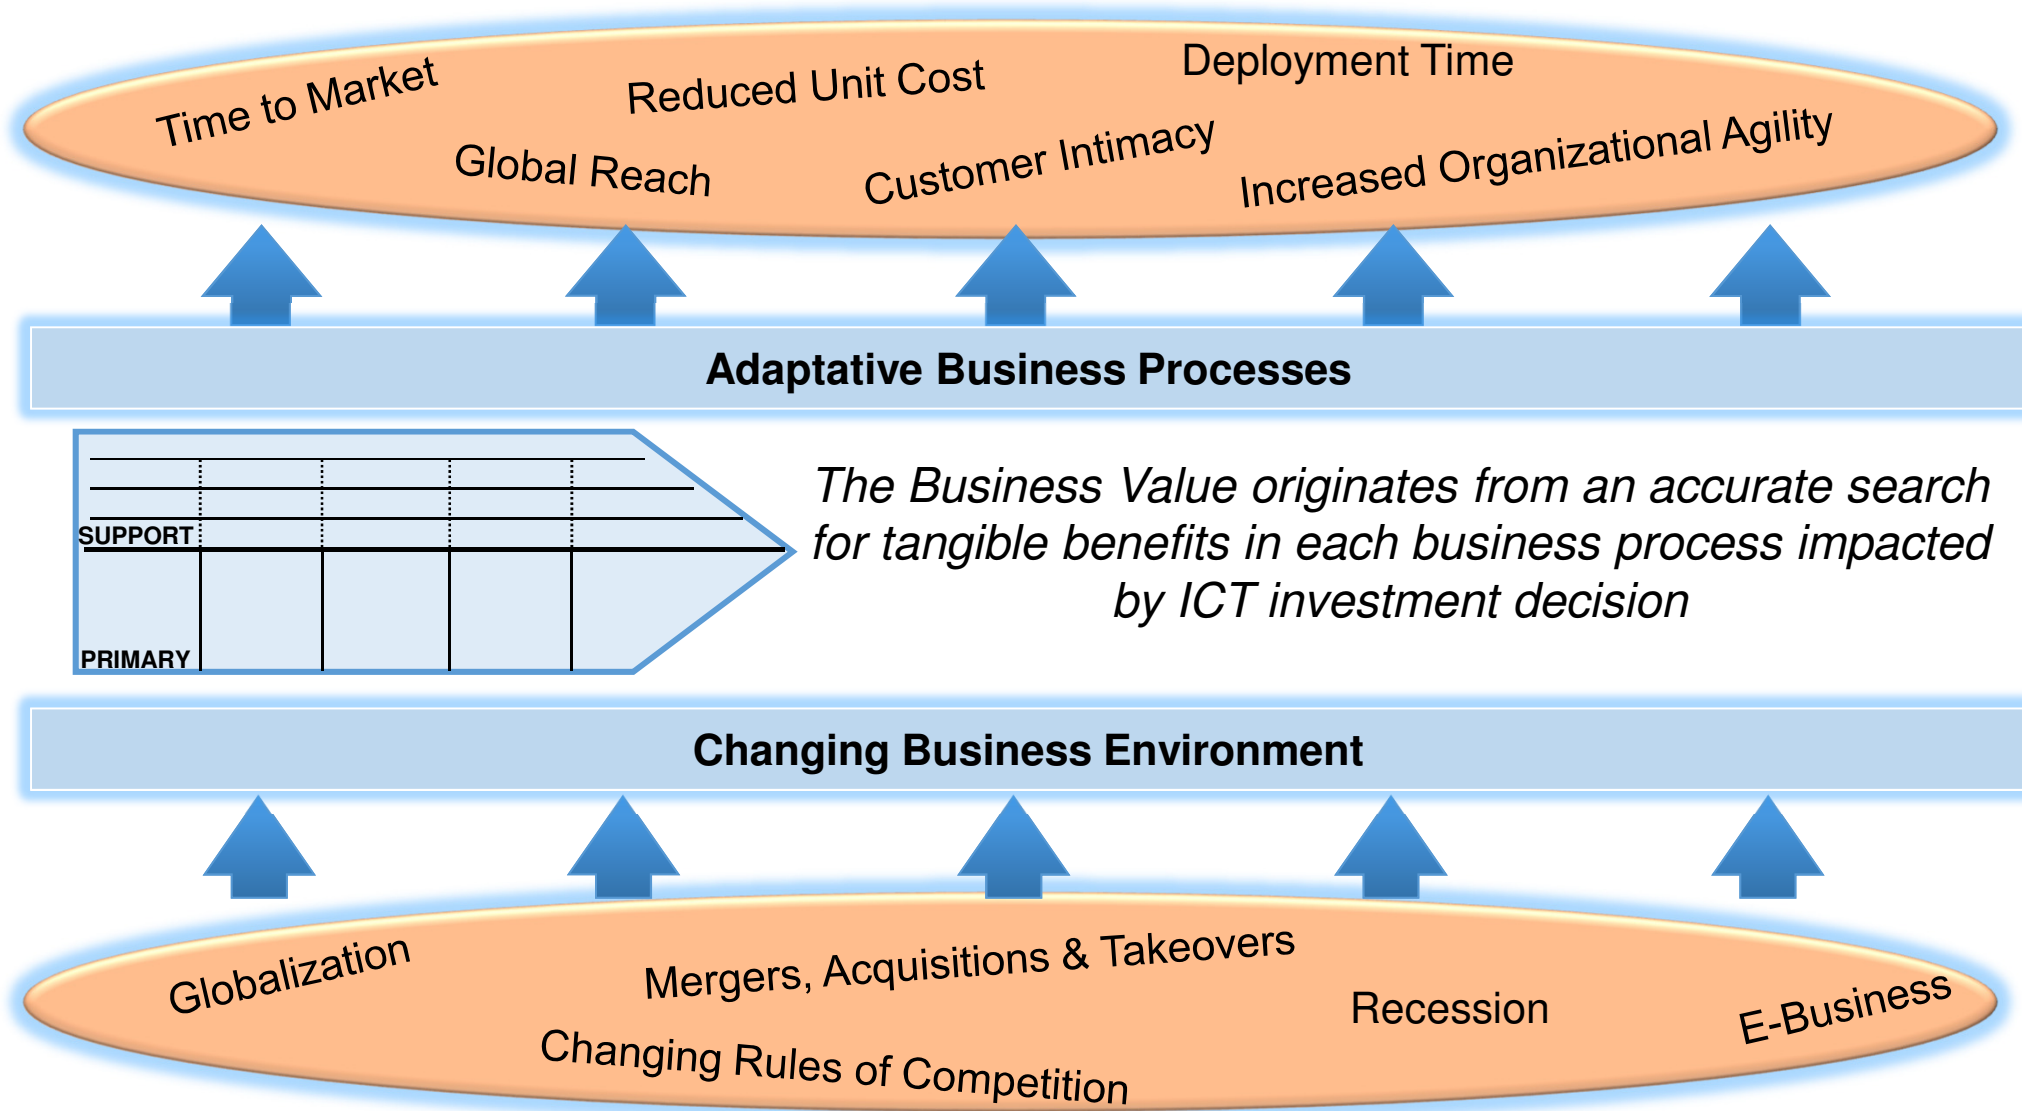 Deployment Time
Time to Market
Reduced Unit Cost
Global Reach
Customer Intimacy
Increased Organizational Agility
Adaptative Business Processes
The Business Value originates from an accurate search
for tangible benefits in each business process impacted
by ICT investment decision
SUPPORT
PRIMARY
Changing Business Environment
Globalization
Mergers, Acquisitions & Takeovers
Recession
E-Business
Changing Rules of Competition